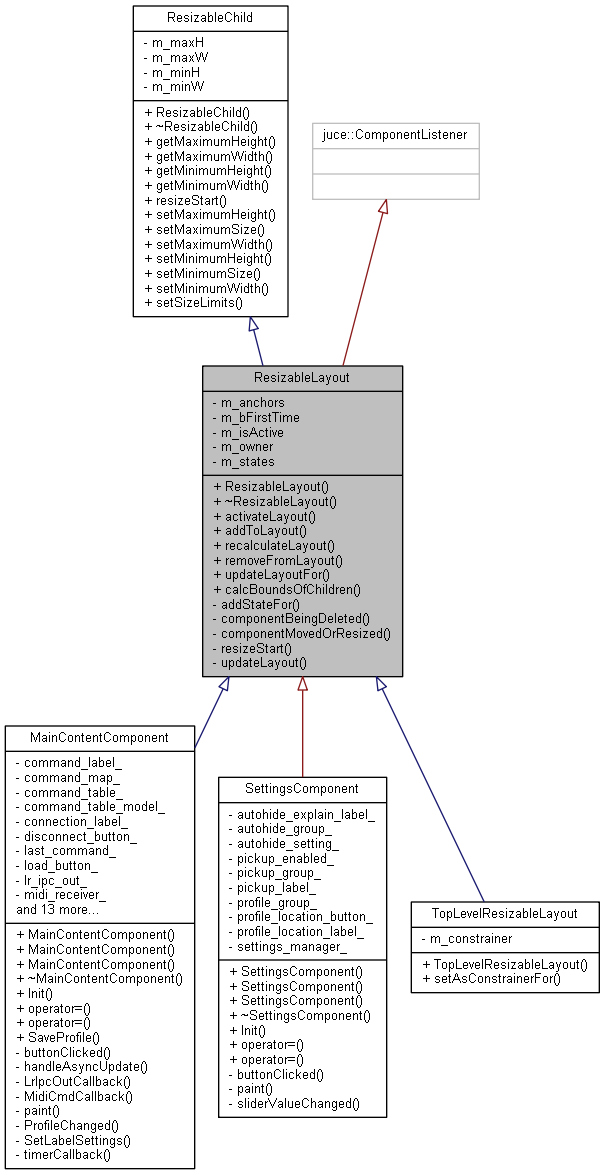 ResizableChild
- m_maxH
- m_maxW
- m_minH
- m_minW
+ ResizableChild()
+ ~ResizableChild()
+ getMaximumHeight()
+ getMaximumWidth()
+ getMinimumHeight()
+ getMinimumWidth()
+ resizeStart()
+ setMaximumHeight()
+ setMaximumSize()
+ setMaximumWidth()
+ setMinimumHeight()
+ setMinimumSize()
+ setMinimumWidth()
+ setSizeLimits()
juce::ComponentListener
ResizableLayout
- m_anchors
- m_bFirstTime
- m_isActive
- m_owner
- m_states
+ ResizableLayout()
+ ~ResizableLayout()
+ activateLayout()
+ addToLayout()
+ recalculateLayout()
+ removeFromLayout()
+ updateLayoutFor()
+ calcBoundsOfChildren()
- addStateFor()
- componentBeingDeleted()
- componentMovedOrResized()
- resizeStart()
- updateLayout()
MainContentComponent
- command_label_
- command_map_
- command_table_
- command_table_model_
- connection_label_
- disconnect_button_
- last_command_
- load_button_
- lr_ipc_out_
- midi_receiver_
and 13 more...
+ MainContentComponent()
+ MainContentComponent()
+ MainContentComponent()
+ ~MainContentComponent()
+ Init()
+ operator=()
+ operator=()
+ SaveProfile()
- buttonClicked()
- handleAsyncUpdate()
- LrIpcOutCallback()
- MidiCmdCallback()
- paint()
- ProfileChanged()
- SetLabelSettings()
- timerCallback()
SettingsComponent
- autohide_explain_label_
- autohide_group_
- autohide_setting_
- pickup_enabled_
- pickup_group_
- pickup_label_
- profile_group_
- profile_location_button_
- profile_location_label_
- settings_manager_
+ SettingsComponent()
+ SettingsComponent()
+ SettingsComponent()
+ ~SettingsComponent()
+ Init()
+ operator=()
+ operator=()
- buttonClicked()
- paint()
- sliderValueChanged()
TopLevelResizableLayout
- m_constrainer
+ TopLevelResizableLayout()
+ setAsConstrainerFor()